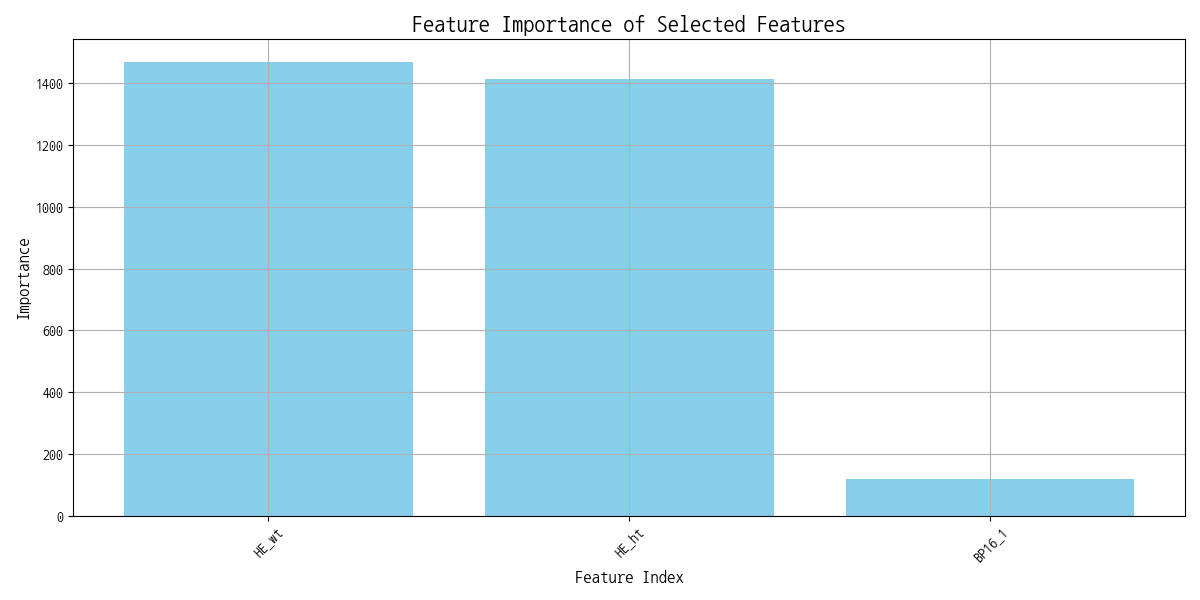 Feature Importance of Selected Features
1400
1200
1000
800
600
400
200
0
Importance
HE_wt
HE_ht
BP16_1
Feature Index